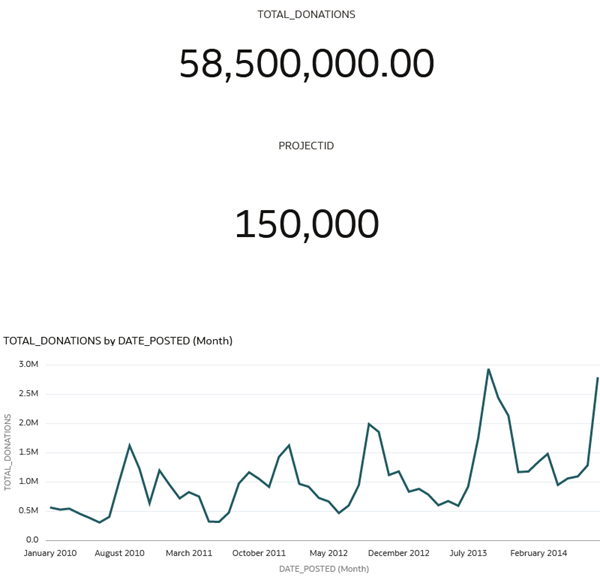 TOTAL_DONATIONS
58,500,000.00
PROJECTID
150,000
TOTAL_DONATIONS by DATE_POSTED (Month)
3.0M
2.5M
2.0M
1.5M
1.0M
0.5M
0.0
TOTAL_DONATIONS
January 2010 August 2010 March 2011 October 2011 May 2012 December 2012 July 2013 February 2014
DATE_POSTED (Month)